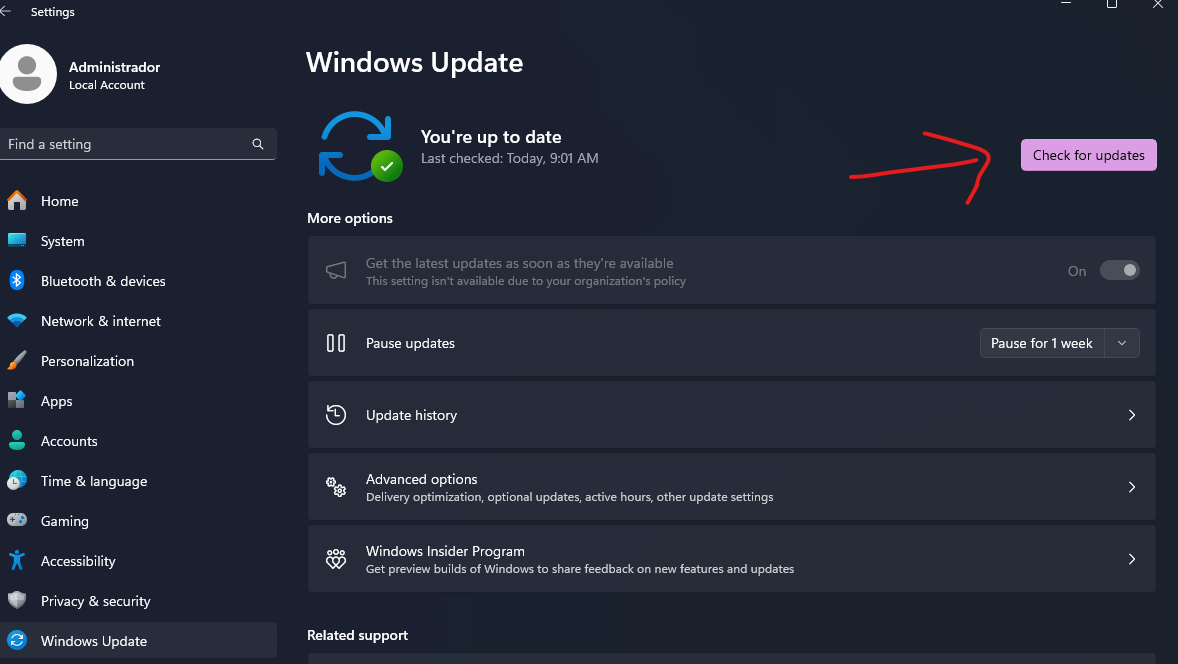 Settings
Administrador
Local Account
Find a setting
Home
System
Bluetooth & devices
Network & internet
Personalization
Apps
Accounts
Time & language
Gaming
Accessibility
Privacy & security
Windows Update
Windows Update
You're up to date
Last checked: Today, 9:01 AM
Check for updates
More options
Get the latest updates as soon as they're available
This setting isn't available due to your organization's policy
On
Pause updates
Pause for 1 week
Update history
Advanced options
Delivery optimization, optional updates, active hours, other update settings
Windows Insider Program
Get preview builds of Windows to share feedback on new features and updates
Related support